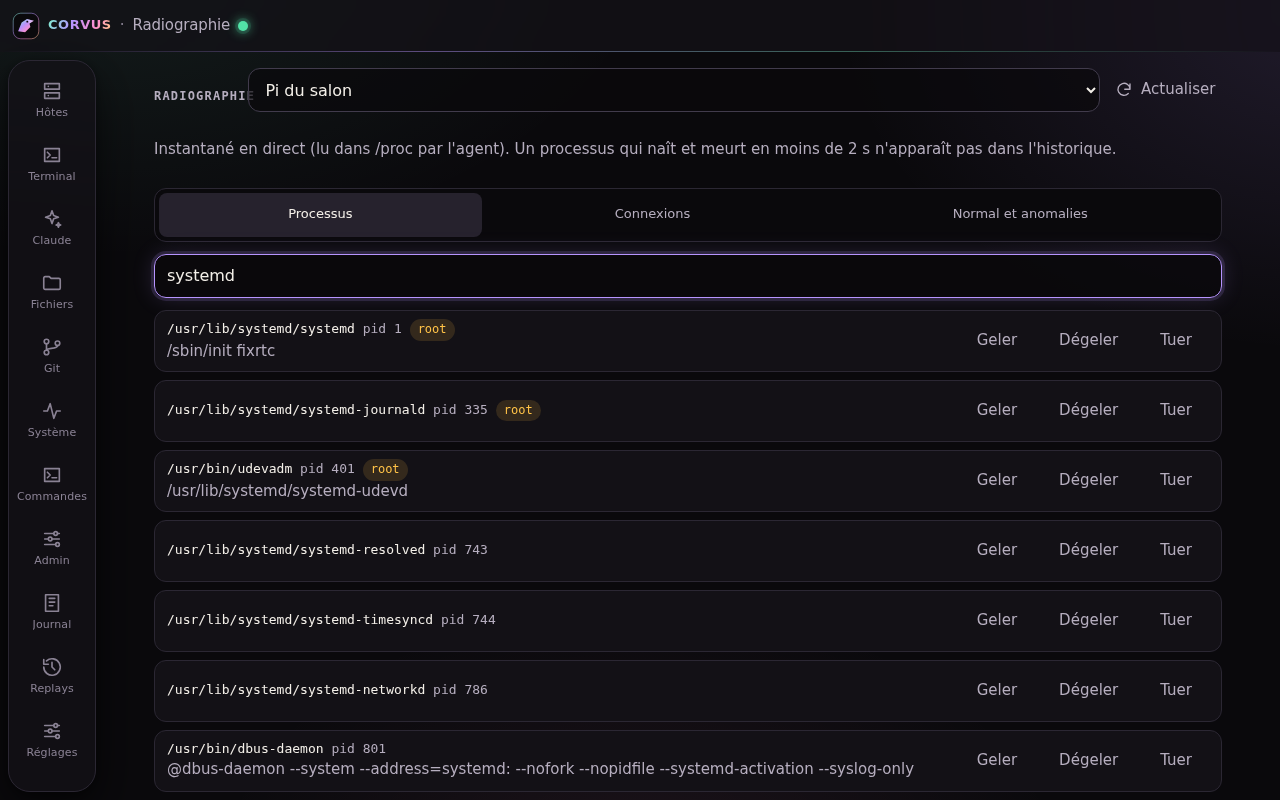 CORVUS · Radiographie
Hôtes
Terminal
Claude
Fichiers
Git
Système
Commandes
Admin
Journal
Replays
Réglages
RADIOGRAPHIE
Pi du salon
Actualiser
Instantané en direct (lu dans /proc par l'agent). Un processus qui naît et meurt en moins de 2 s n'apparaît pas dans l'historique.
Processus Connexions Normal et anomalies
systemd
/usr/lib/systemd/systemd pid 1 root
/sbin/init fixrtc
Geler Dégeler Tuer
/usr/lib/systemd/systemd-journald pid 335 root
Geler Dégeler Tuer
/usr/bin/udevadm pid 401 root
/usr/lib/systemd/systemd-udevd
Geler Dégeler Tuer
/usr/lib/systemd/systemd-resolved pid 743
Geler Dégeler Tuer
/usr/lib/systemd/systemd-timesyncd pid 744
Geler Dégeler Tuer
/usr/lib/systemd/systemd-networkd pid 786
Geler Dégeler Tuer
/usr/bin/dbus-daemon pid 801
@dbus-daemon --system --address=systemd: --nofork --nopidfile --systemd-activation --syslog-only
Geler Dégeler Tuer